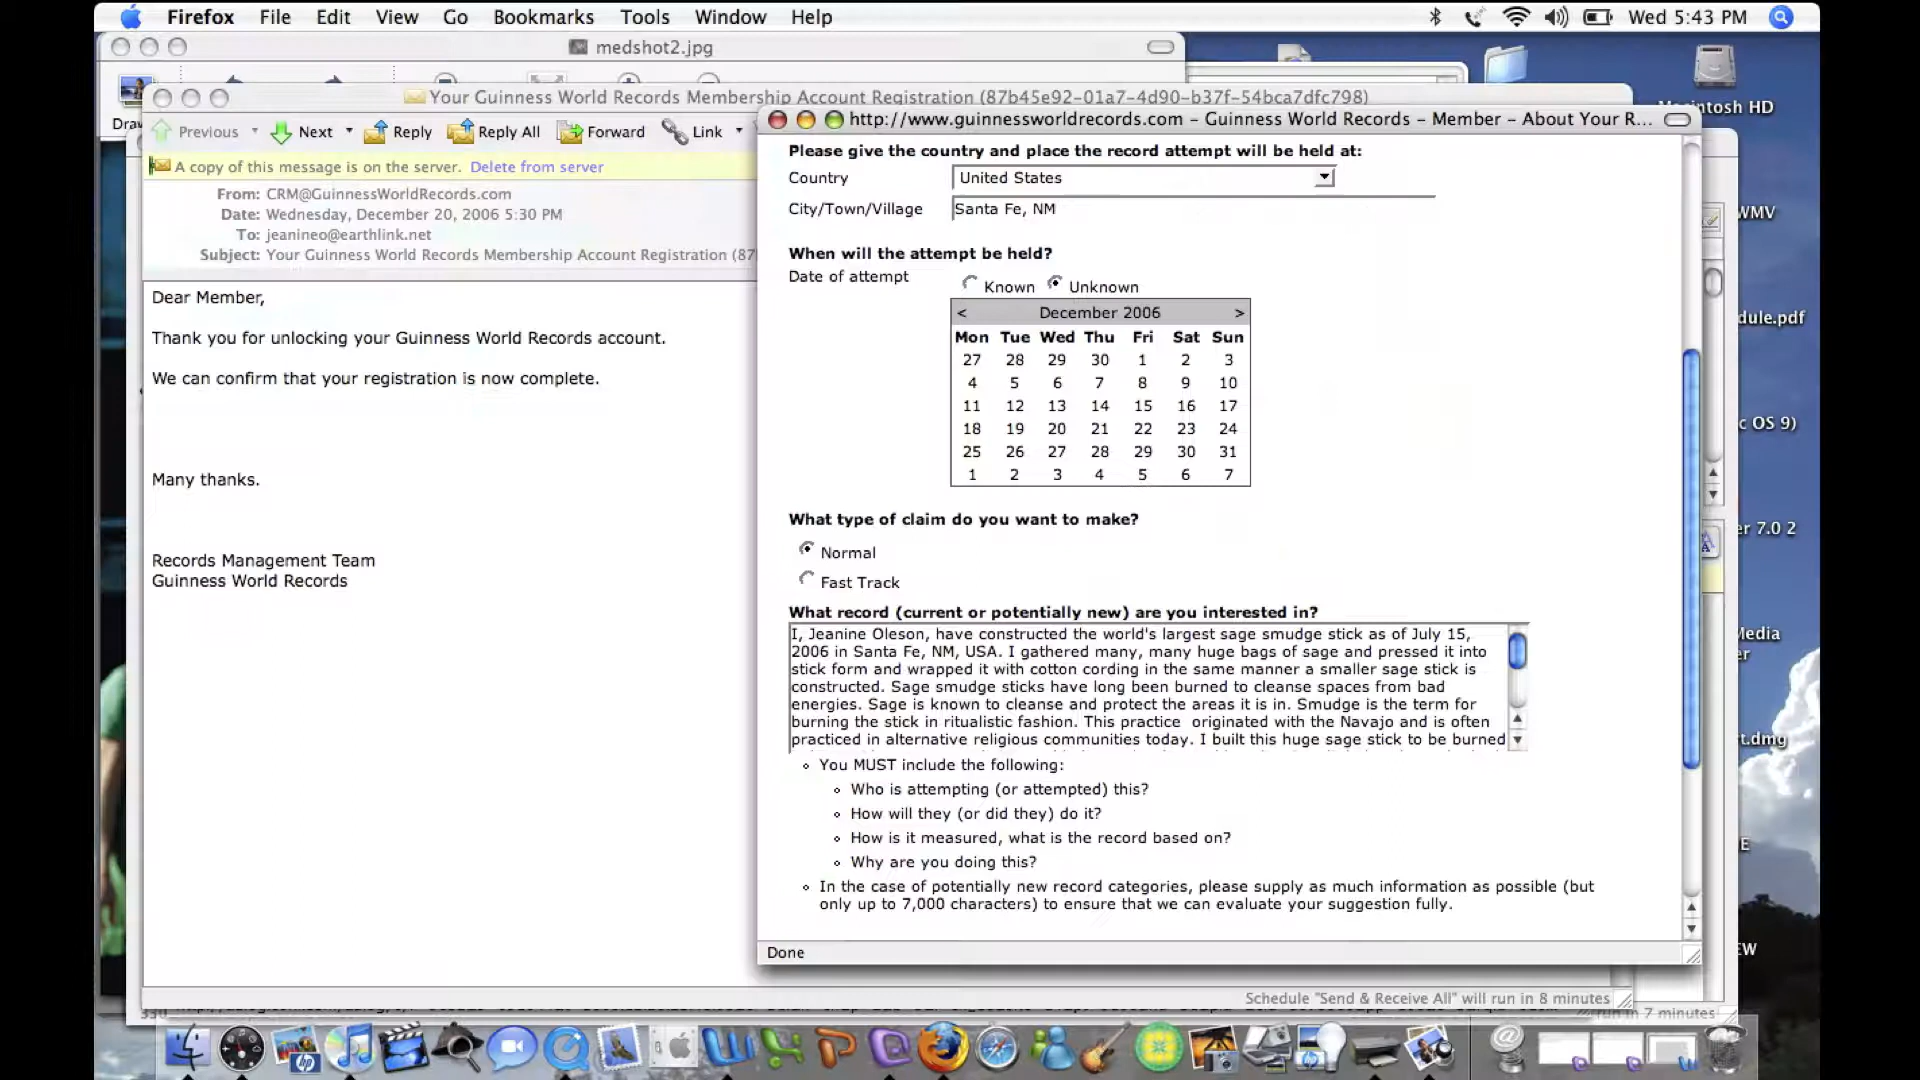 Firefox File Edit View Go Bookmarks Tools Window Help Wed 5:43 PM
medshot2.jpg
Macintosh HD
Your Guinness World Records Membership Account Registration (87b45e92-01a7-4d90-b37f-54bca7dfc798)
Previous Next Reply Reply All Forward Link
A copy of this message is on the server. Delete from server
From: CRM@GuinnessWorldRecords.com
Date: Wednesday, December 20, 2006 5:30 PM
To: jeanineo@earthlink.net
Subject: Your Guinness World Records Membership Account Registration (87
Dear Member,
Thank you for unlocking your Guinness World Records account.
We can confirm that your registration is now complete.
Many thanks.
Records Management Team
Guinness World Records
http://www.guinnessworldrecords.com – Guinness World Records – Member – About Your R...
Please give the country and place the record attempt will be held at:
Country United States
City/Town/Village Santa Fe, NM
When will the attempt be held?
Date of attempt Known Unknown
< December 2006 >
Mon Tue Wed Thu Fri Sat Sun
27 28 29 30 1 2 3
4 5 6 7 8 9 10
11 12 13 14 15 16 17
18 19 20 21 22 23 24
25 26 27 28 29 30 31
1 2 3 4 5 6 7
What type of claim do you want to make?
Normal
Fast Track
What record (current or potentially new) are you interested in?
I, Jeanine Oleson, have constructed the world's largest sage smudge stick as of July 15,
2006 in Santa Fe, NM, USA. I gathered many, many huge bags of sage and pressed it into
stick form and wrapped it with cotton cording in the same manner a smaller sage stick is
constructed. Sage smudge sticks have long been burned to cleanse spaces from bad
energies. Sage is known to cleanse and protect the areas it is in. Smudge is the term for
burning the stick in ritualistic fashion. This practice originated with the Navajo and is often
practiced in alternative religious communities today. I built this huge sage stick to be burned
You MUST include the following:
Who is attempting (or attempted) this?
How will they (or did they) do it?
How is it measured, what is the record based on?
Why are you doing this?
In the case of potentially new record categories, please supply as much information as possible (but
only up to 7,000 characters) to ensure that we can evaluate your suggestion fully.
Done
WMV
dule.pdf
c OS 9)
er 7.0 2
Media
er
rt.dmg
E
EW
Schedule "Send & Receive All" will run in 8 minutes
run in 7 minutes